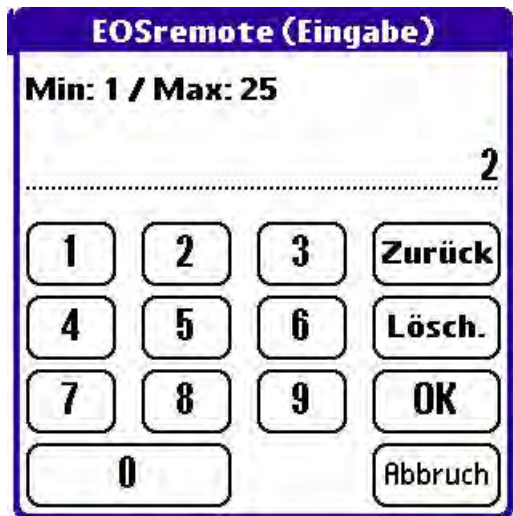 EOSremote (Eingabe)
Min: 1 / Max: 25
2
1 2 3 Zurück
4 5 6 Lösch.
7 8 9 OK
0 Abbruch